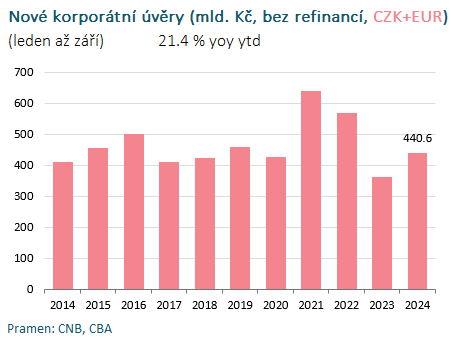 Nové korporátní úvěry (mld. Kč, bez refinancí, CZK+EUR)
(leden až září) 21.4 % yoy ytd
700
600
500
400
300
200
100
0
440.6
2014 2015 2016 2017 2018 2019 2020 2021 2022 2023 2024
Pramen: CNB, CBA